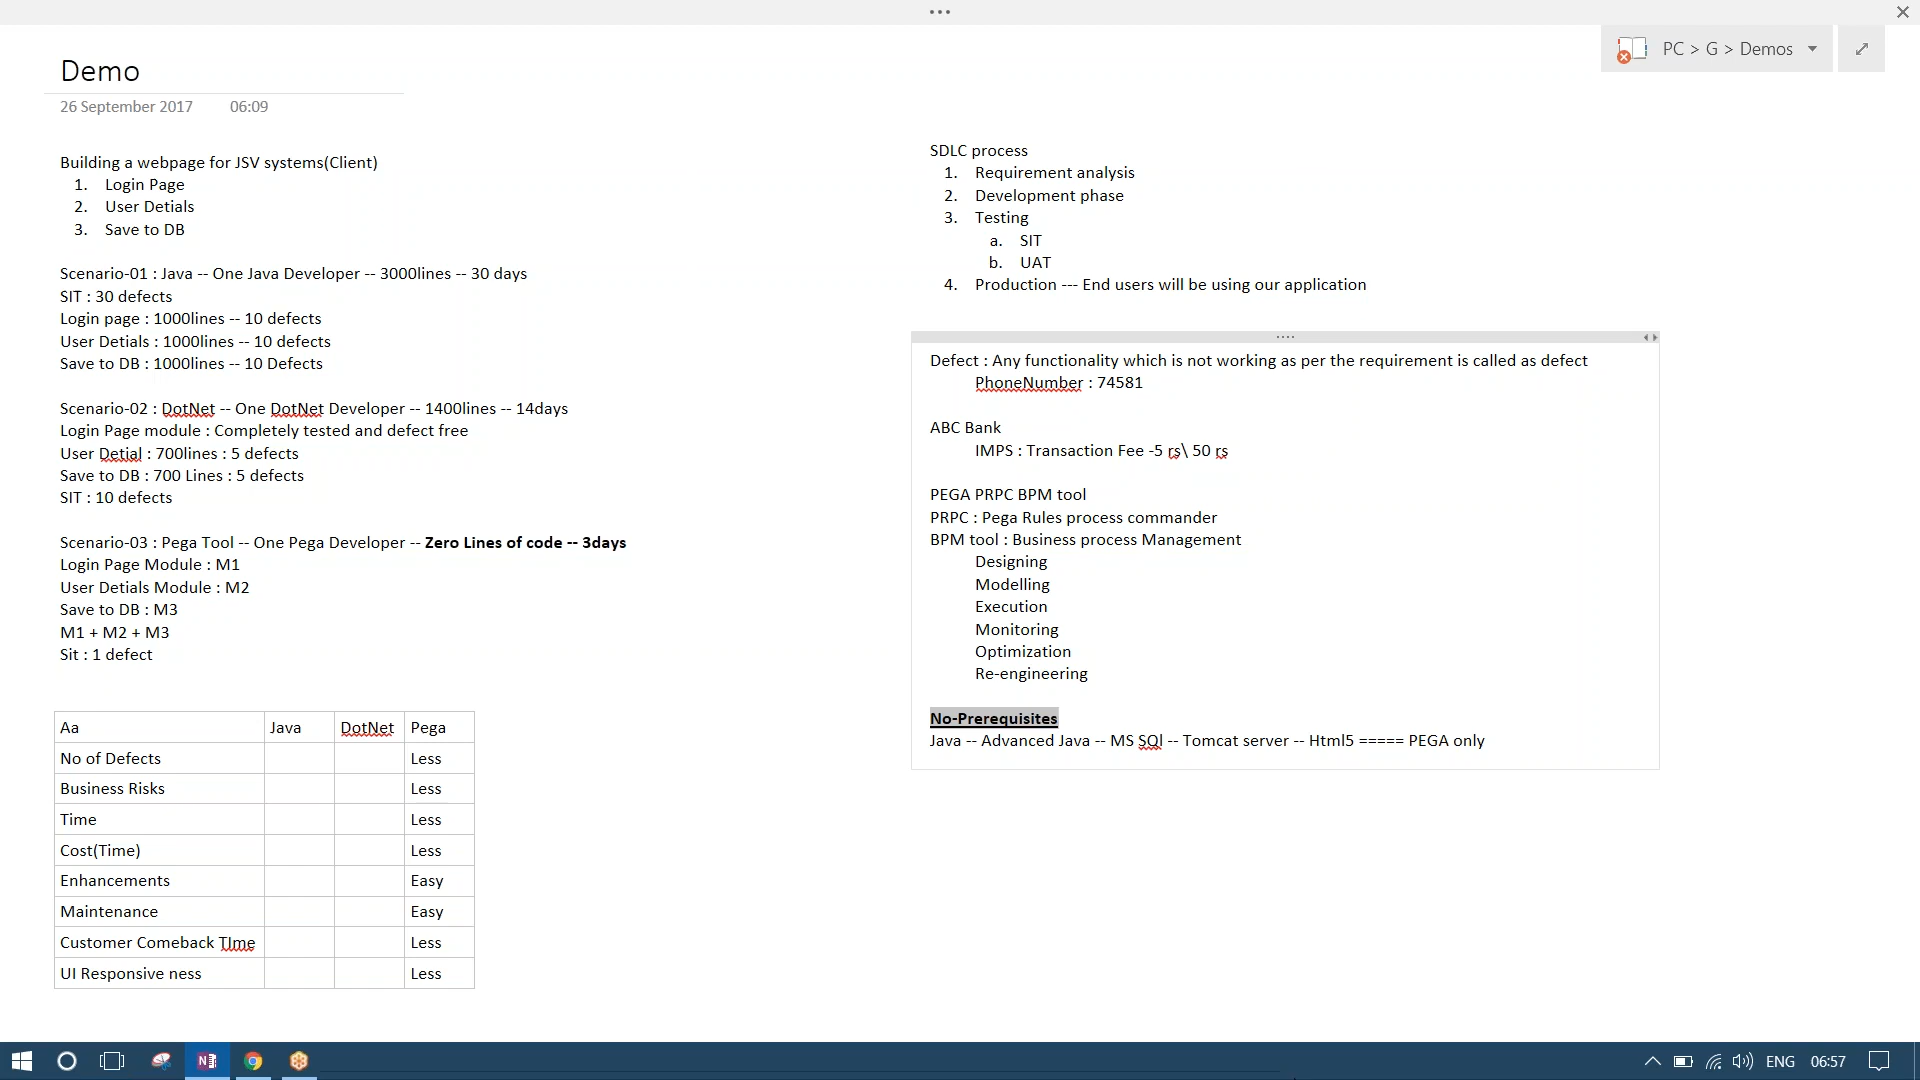 PC > G > Demos
Demo
26 September 2017 06:09
Building a webpage for JSV systems(Client)
1. Login Page
2. User Detials
3. Save to DB
Scenario-01 : Java -- One Java Developer -- 3000lines -- 30 days
SIT : 30 defects
Login page : 1000lines -- 10 defects
User Detials : 1000lines -- 10 defects
Save to DB : 1000lines -- 10 Defects
Scenario-02 : DotNet -- One DotNet Developer -- 1400lines -- 14days
Login Page module : Completely tested and defect free
User Detial : 700lines : 5 defects
Save to DB : 700 Lines : 5 defects
SIT : 10 defects
Scenario-03 : Pega Tool -- One Pega Developer -- Zero Lines of code -- 3days
Login Page Module : M1
User Detials Module : M2
Save to DB : M3
M1 + M2 + M3
Sit : 1 defect
Aa Java DotNet Pega
No of Defects Less
Business Risks Less
Time Less
Cost(Time) Less
Enhancements Easy
Maintenance Easy
Customer Comeback TIme Less
UI Responsive ness Less
SDLC process
1. Requirement analysis
2. Development phase
3. Testing
a. SIT
b. UAT
4. Production --- End users will be using our application
Defect : Any functionality which is not working as per the requirement is called as defect
PhoneNumber : 74581
ABC Bank
IMPS : Transaction Fee -5 rs\ 50 rs
PEGA PRPC BPM tool
PRPC : Pega Rules process commander
BPM tool : Business process Management
Designing
Modelling
Execution
Monitoring
Optimization
Re-engineering
No-Prerequisites
Java -- Advanced Java -- MS SQl -- Tomcat server -- Html5 ===== PEGA only
ENG 06:57